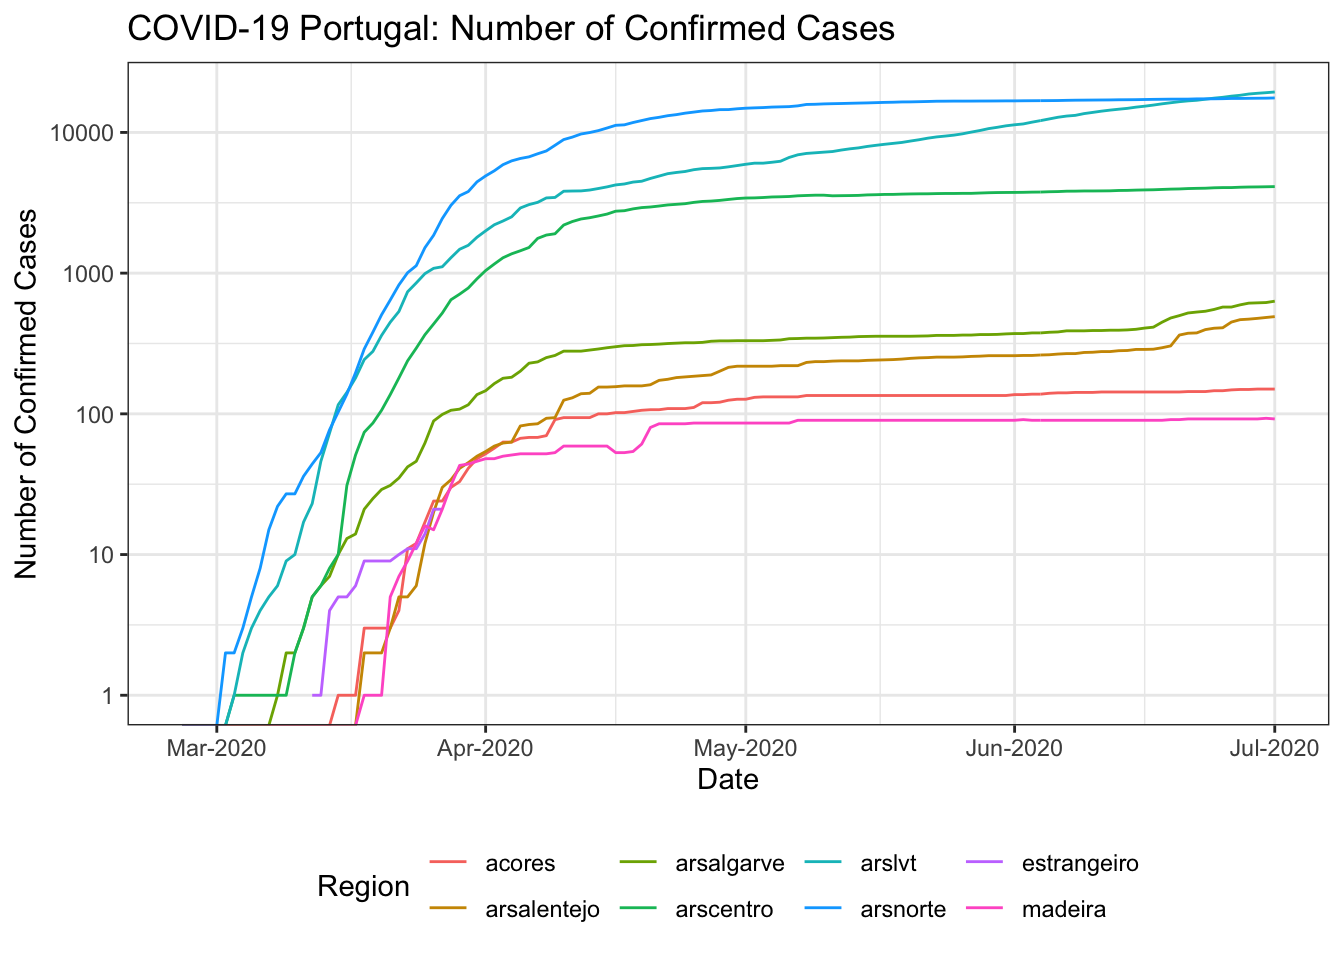 COVID-19 Portugal: Number of Confirmed Cases
Number of Confirmed Cases
10000
1000
100
10
1
Mar-2020 Apr-2020 May-2020 Jun-2020 Jul-2020
Date
Region
acores arsalgarve arslvt estrangeiro
arsalentejo arscentro arsnorte madeira